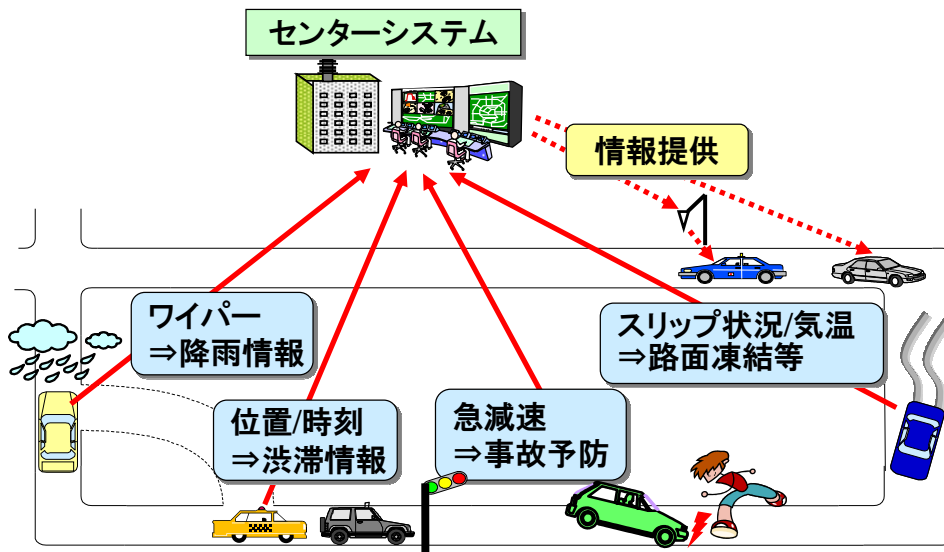 センターシステム
情報提供
ワイパー
⇒降雨情報
スリップ状況/気温
⇒路面凍結等
位置/時刻
⇒渋滞情報
急減速
⇒事故予防